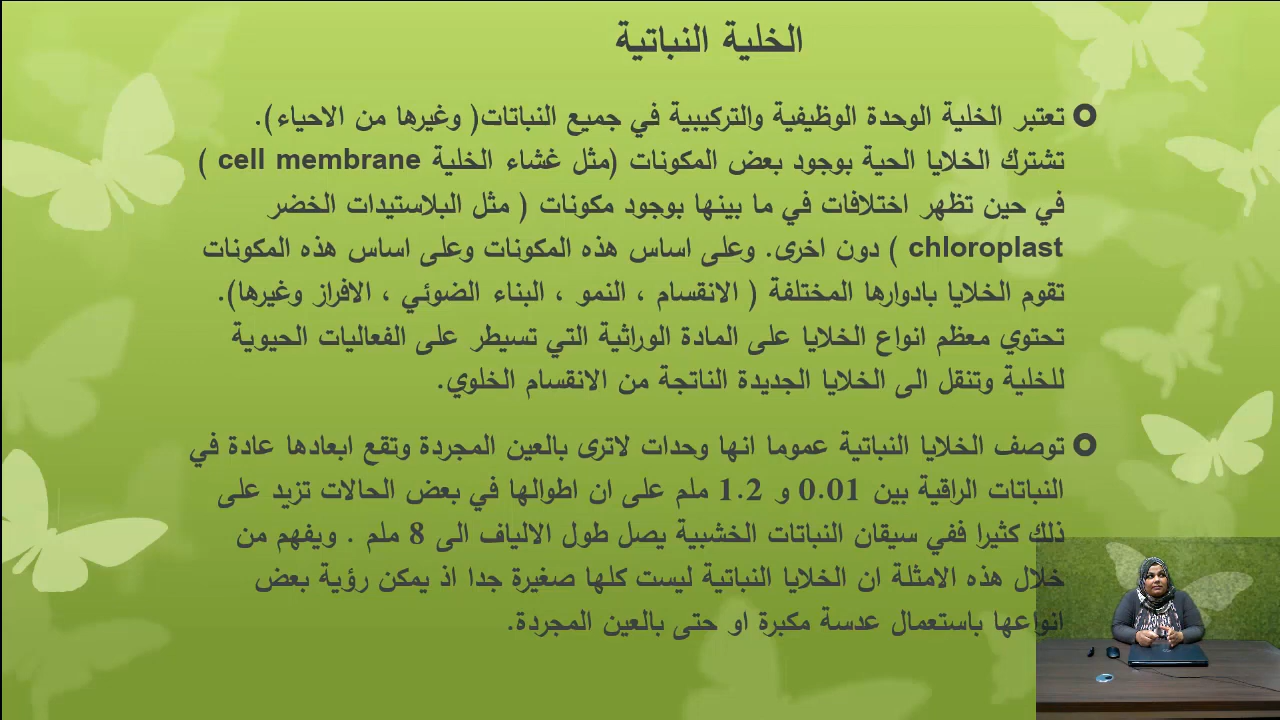 الخلية النباتية
تعتبر الخلية الوحدة الوظيفية والتركيبية في جميع النباتات( وغيرها من الاحياء).
تشترك الخلايا الحية بوجود بعض المكونات (مثل غشاء الخلية cell membrane )
في حين تظهر اختلافات في ما بينها بوجود مكونات ( مثل البلاستيدات الخضر
chloroplast ) دون اخرى. وعلى اساس هذه المكونات وعلى اساس هذه المكونات
تقوم الخلايا بادوارها المختلفة ( الانقسام ، النمو ، البناء الضوئي ، الافراز وغيرها).
تحتوي معظم انواع الخلايا على المادة الوراثية التي تسيطر على الفعاليات الحيوية
للخلية وتنقل الى الخلايا الجديدة الناتجة من الانقسام الخلوي.
توصف الخلايا النباتية عموما انها وحدات لاترى بالعين المجردة وتقع ابعادها عادة في
النباتات الراقية بين 0.01 و 1.2 ملم على ان اطوالها في بعض الحالات تزيد على
ذلك كثيرا ففي سيقان النباتات الخشبية يصل طول الالياف الى 8 ملم . ويفهم من
خلال هذه الامثلة ان الخلايا النباتية ليست كلها صغيرة جدا اذ يمكن رؤية بعض
انواعها باستعمال عدسة مكبرة او حتى بالعين المجردة.